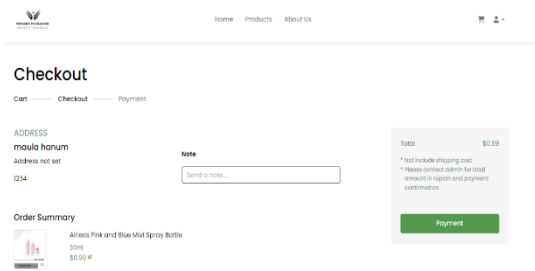 Home Products About Us
Checkout
Cart Checkout Payment
ADDRESS
maula hanum
Address not set
1234
Note
Send a note...
Total $0.99
* Not include shipping cost
* Please contact admin for total
amount in rupiah and payment
confirmation
Payment
Order Summary
Airless Pink and Blue Mist Spray Bottle
30ml
$0.99